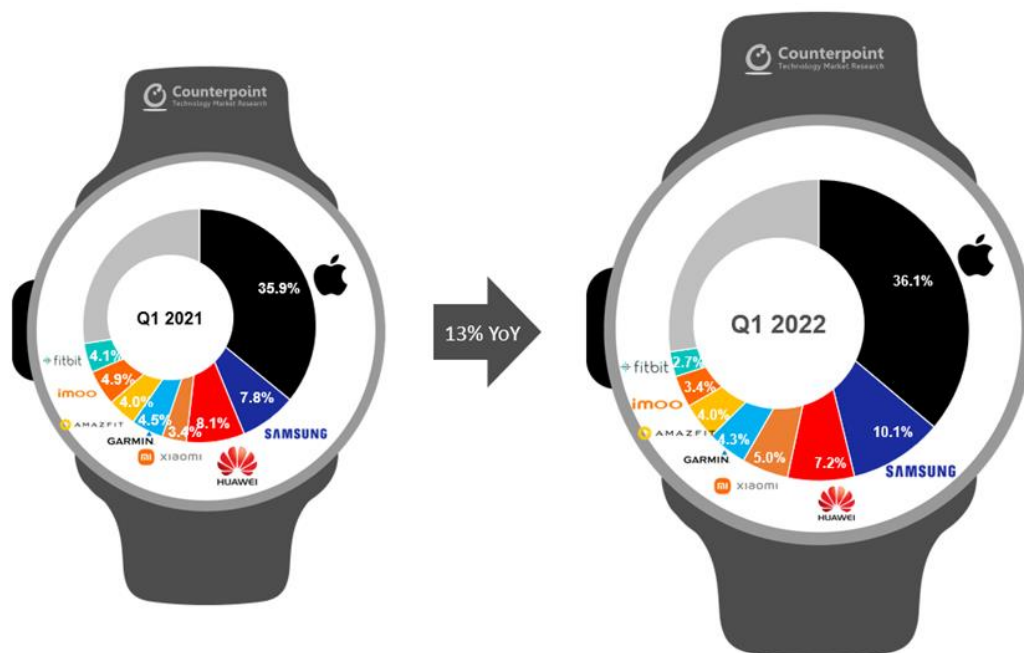 Counterpoint
Technology Market Research
35.9%
Q1 2021
fitbit
4.1%
imoo
4.9%
AMAZFIT
4.0%
GARMIN
4.5%
xiaomi
3.4%
HUAWEI
8.1%
SAMSUNG
7.8%
13% YoY
Counterpoint
Technology Market Research
36.1%
Q1 2022
fitbit
2.7%
imoo
3.4%
AMAZFIT
4.0%
GARMIN
4.3%
xiaomi
5.0%
HUAWEI
7.2%
SAMSUNG
10.1%